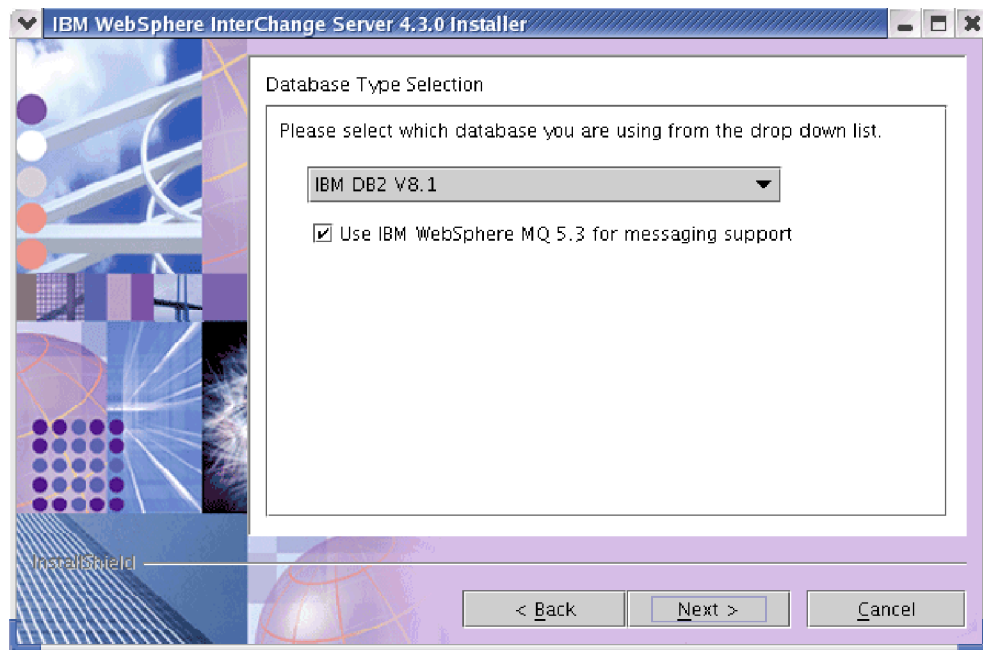 IBM WebSphere InterChange Server 4.3.0 Installer
Database Type Selection
Please select which database you are using from the drop down list.
IBM DB2 V8.1
Use IBM WebSphere MQ 5.3 for messaging support
InstallShield
< Back
Next >
Cancel